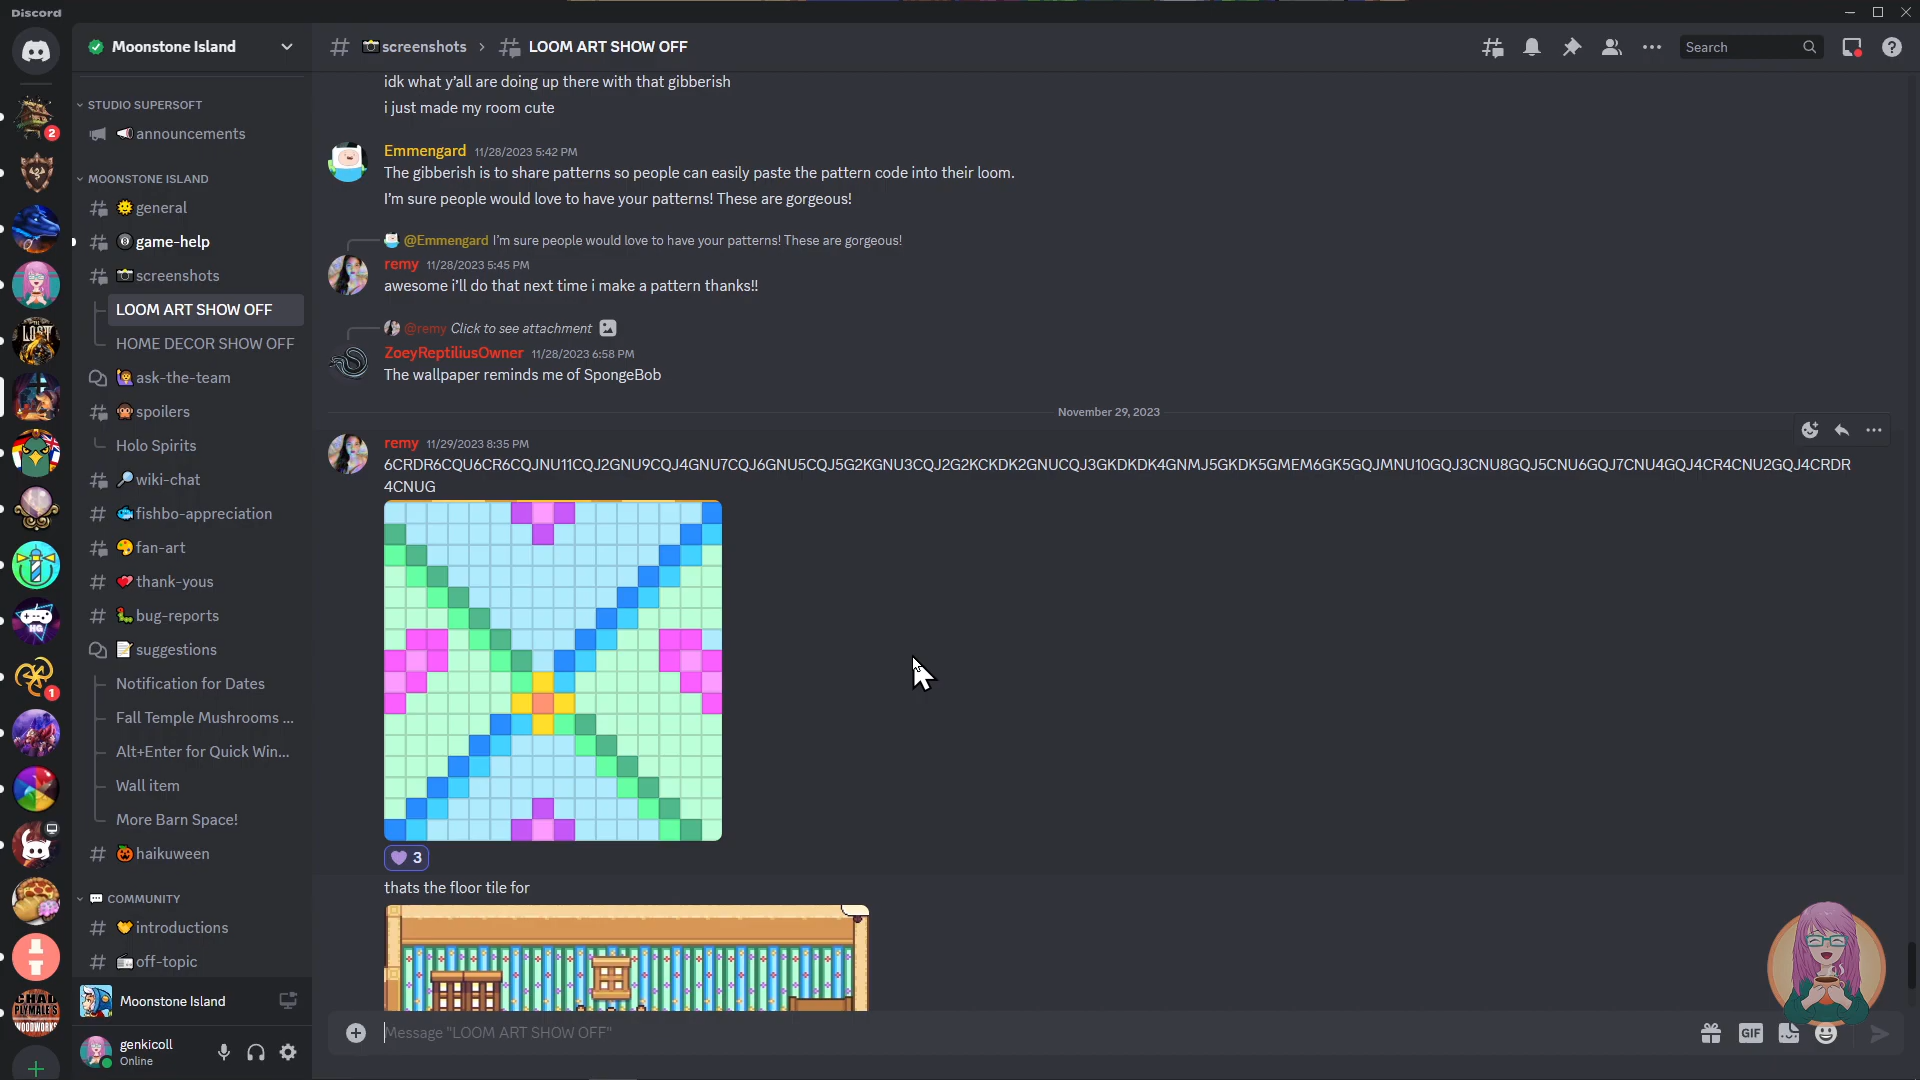 Discord
Moonstone Island
screenshots
LOOM ART SHOW OFF
Search
STUDIO SUPERSOFT
announcements
MOONSTONE ISLAND
general
game-help
screenshots
LOOM ART SHOW OFF
HOME DECOR SHOW OFF
ask-the-team
spoilers
Holo Spirits
wiki-chat
fishbo-appreciation
fan-art
thank-yous
bug-reports
suggestions
Notification for Dates
Fall Temple Mushrooms ...
Alt+Enter for Quick Win...
Wall item
More Barn Space!
haikuween
COMMUNITY
introductions
off-topic
Moonstone Island
genkicoll
Online
2
LOST
HG
1
CHAD
PLYMALE'S
WOODWORKS
idk what y'all are doing up there with that gibberish
i just made my room cute
Emmengard 11/28/2023 5:42 PM
The gibberish is to share patterns so people can easily paste the pattern code into their loom.
I'm sure people would love to have your patterns! These are gorgeous!
@Emmengard I'm sure people would love to have your patterns! These are gorgeous!
remy 11/28/2023 5:45 PM
awesome i'll do that next time i make a pattern thanks!!
@remy Click to see attachment
ZoeyReptiliusOwner 11/28/2023 6:58 PM
The wallpaper reminds me of SpongeBob
November 29, 2023
remy 11/29/2023 8:35 PM
6CRDR6CQU6CR6CQJNU11CQJ2GNU9CQJ4GNU7CQJ6GNU5CQJ5G2KGNU3CQJ2G2KCKDK2GNUCQJ3GKDKDK4GNMJ5GKDK5GMEM6GK5GQJMNU10GQJ3CNU8GQJ5CNU6GQJ7CNU4GQJ4CR4CNU2GQJ4CRDR
4CNUG
3
thats the floor tile for
Message "LOOM ART SHOW OFF"
GIF